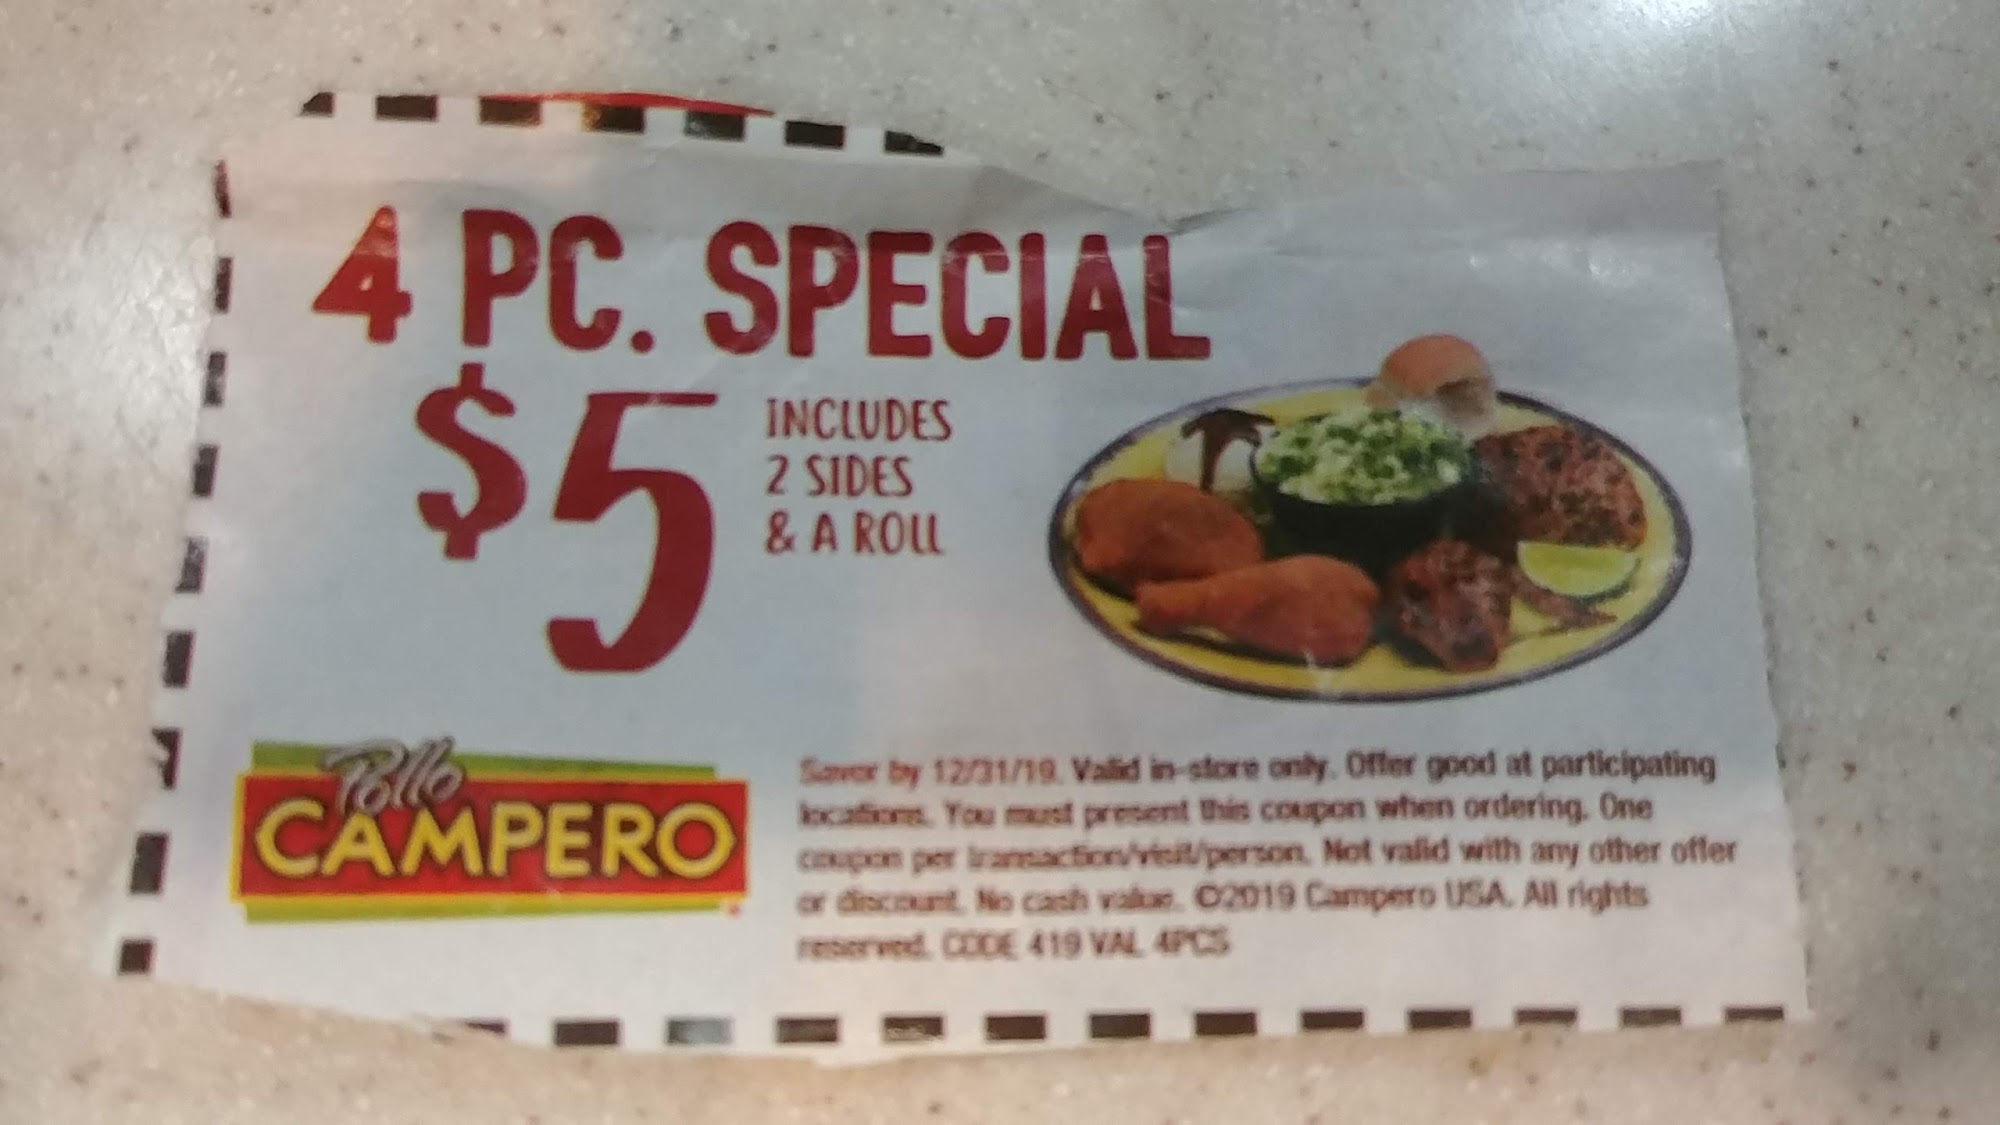 4 PC. SPECIAL
$5
INCLUDES
2 SIDES
& A ROLL
Pollo
CAMPERO
Savor by 12/31/19. Valid in-store only. Offer good at participating
locations. You must present this coupon when ordering. One
coupon per transaction/visit/person. Not valid with any other offer
or discount. No cash value. ©2019 Campero USA. All rights
reserved. CODE 419 VAL 4PCS